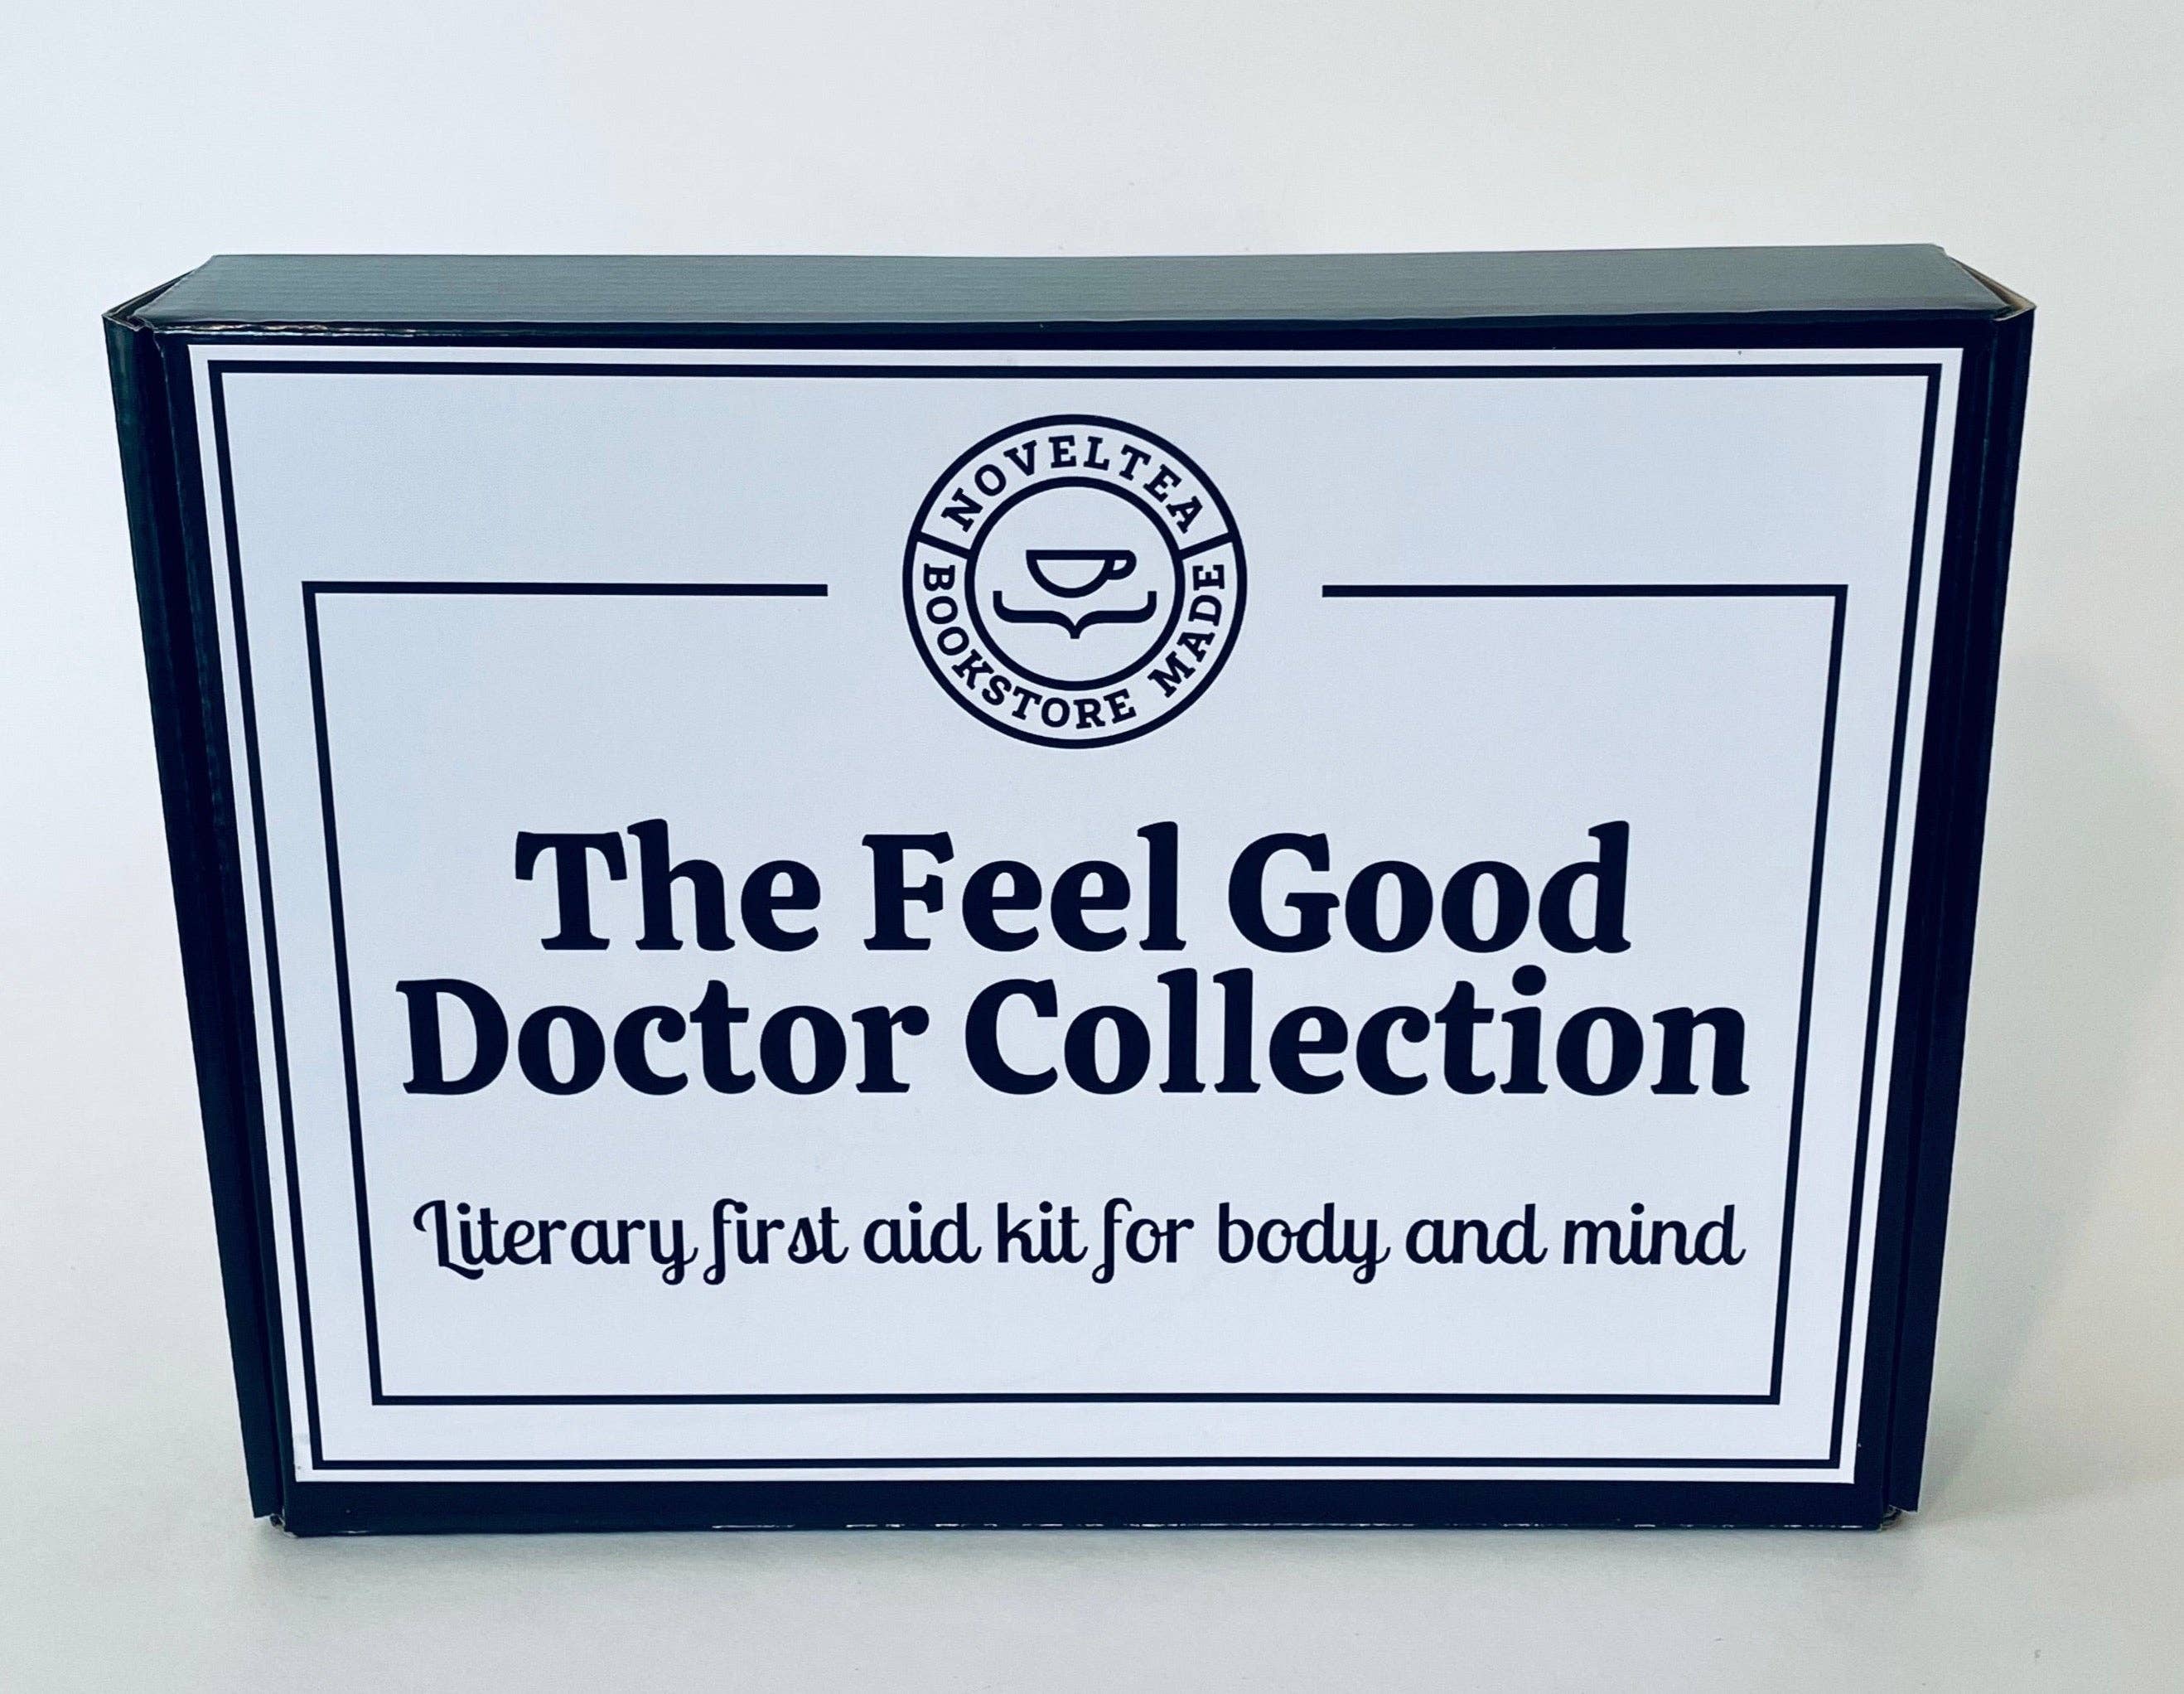 NOVELTEA
BOOKSTORE MADE
The Feel Good
Doctor Collection
Literary first aid kit for body and mind